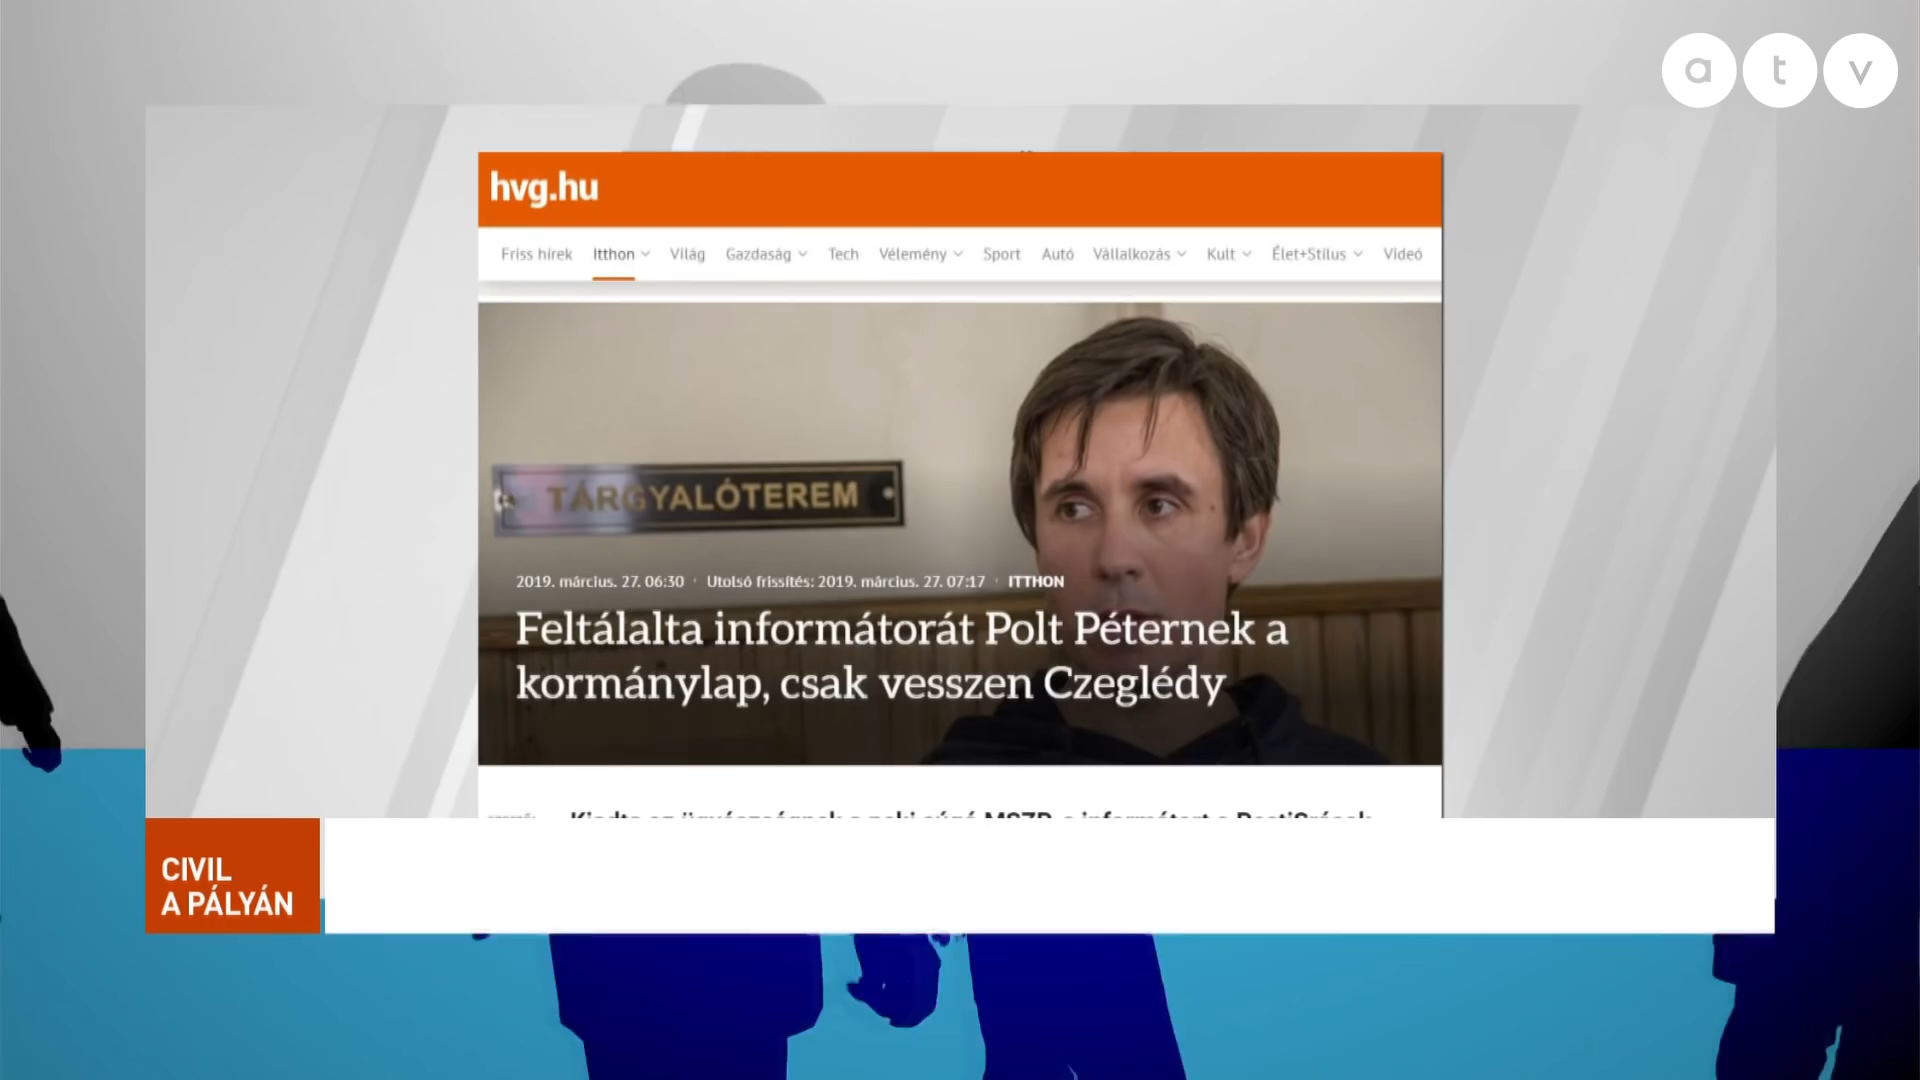 a t v
hvg.hu
Friss hírek Itthon Világ Gazdaság Tech Vélemény Sport Autó Vállalkozás Kult Élet+Stílus Videó
TÁRGYALÓTEREM
2019. március. 27. 06:30 Utolsó frissítés: 2019. március. 27. 07:17 ITTHON
Feltálalta informátorát Polt Péternek a
kormánylap, csak vesszen Czeglédy
CIVIL
A PÁLYÁN